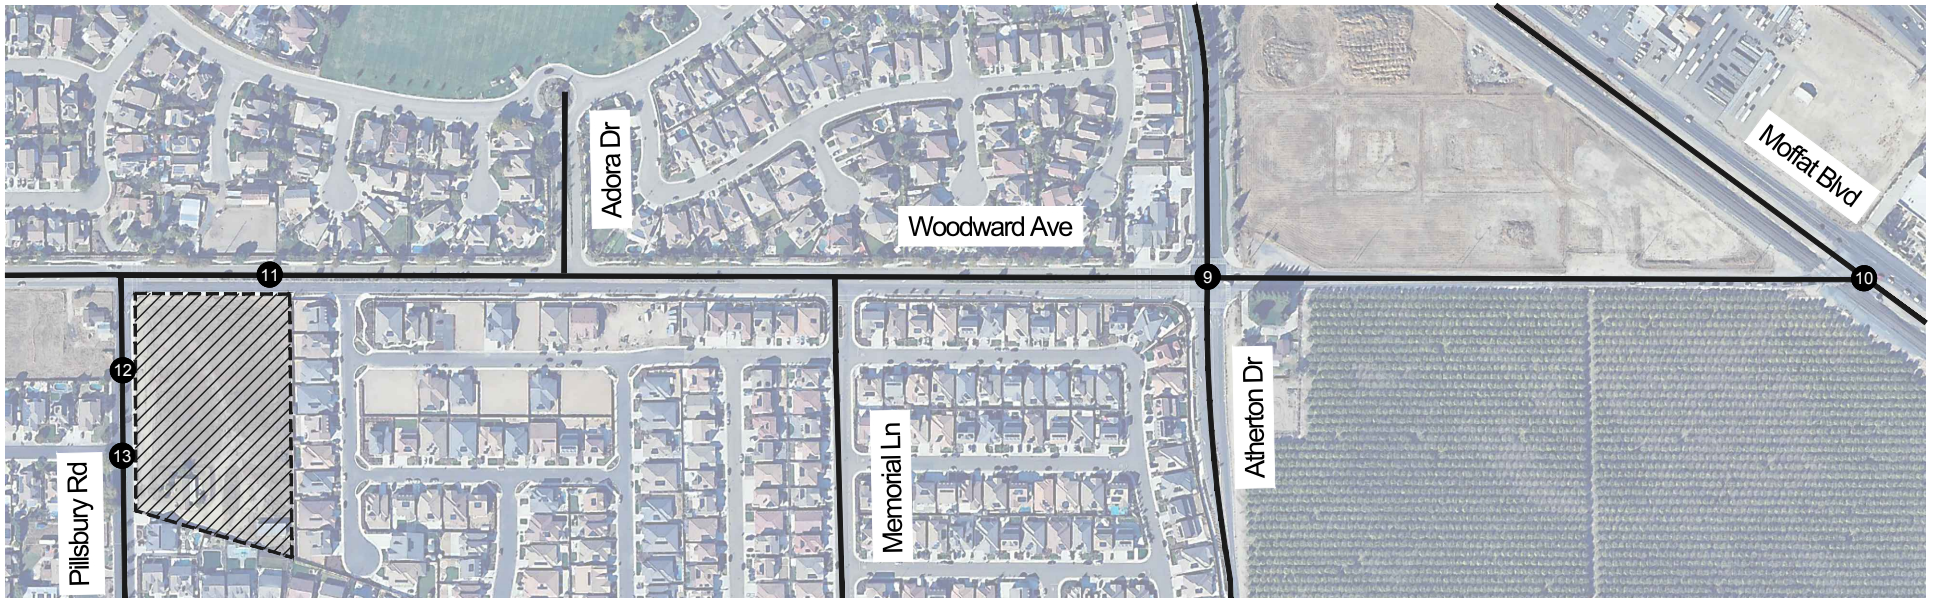 Adora Dr
Moffat Blvd
Woodward Ave
11
9
10
12
13
Pillsbury Rd
Memorial Ln
Atherton Dr